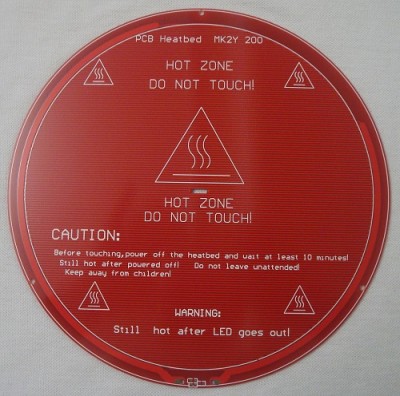 PCB Heatbed MK2Y 200
HOT ZONE
DO NOT TOUCH!
HOT ZONE
DO NOT TOUCH!
CAUTION:
Before touching,power off the heatbed and wait at least 10 minutes!
Still hot after powered off! Do not leave unattended!
Keep away from children!
WARNING:
Still hot after LED goes out!